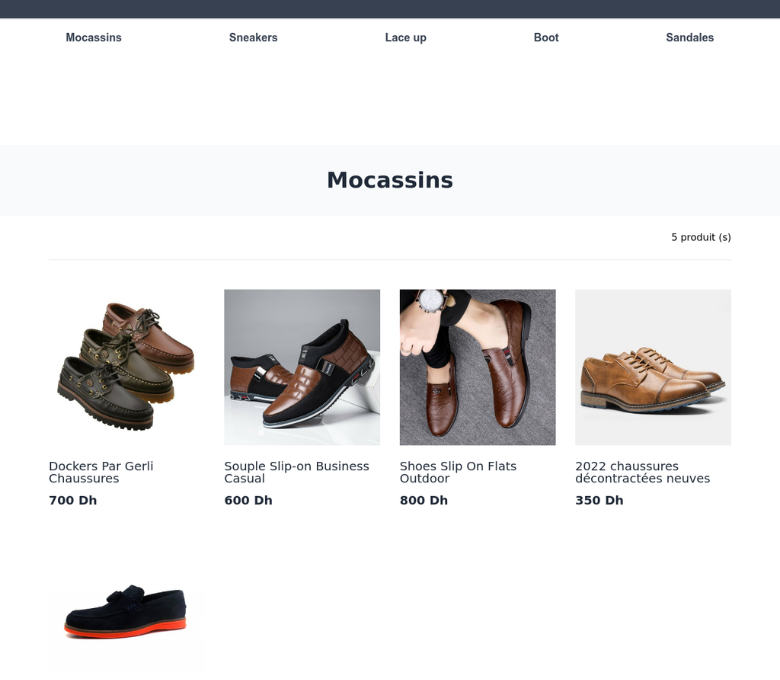 Mocassins
Sneakers
Lace up
Boot
Sandales
Mocassins
5 produit (s)
Dockers Par Gerli
Chaussures
700 Dh
Souple Slip-on Business
Casual
600 Dh
Shoes Slip On Flats
Outdoor
800 Dh
2022 chaussures
décontractées neuves
350 Dh